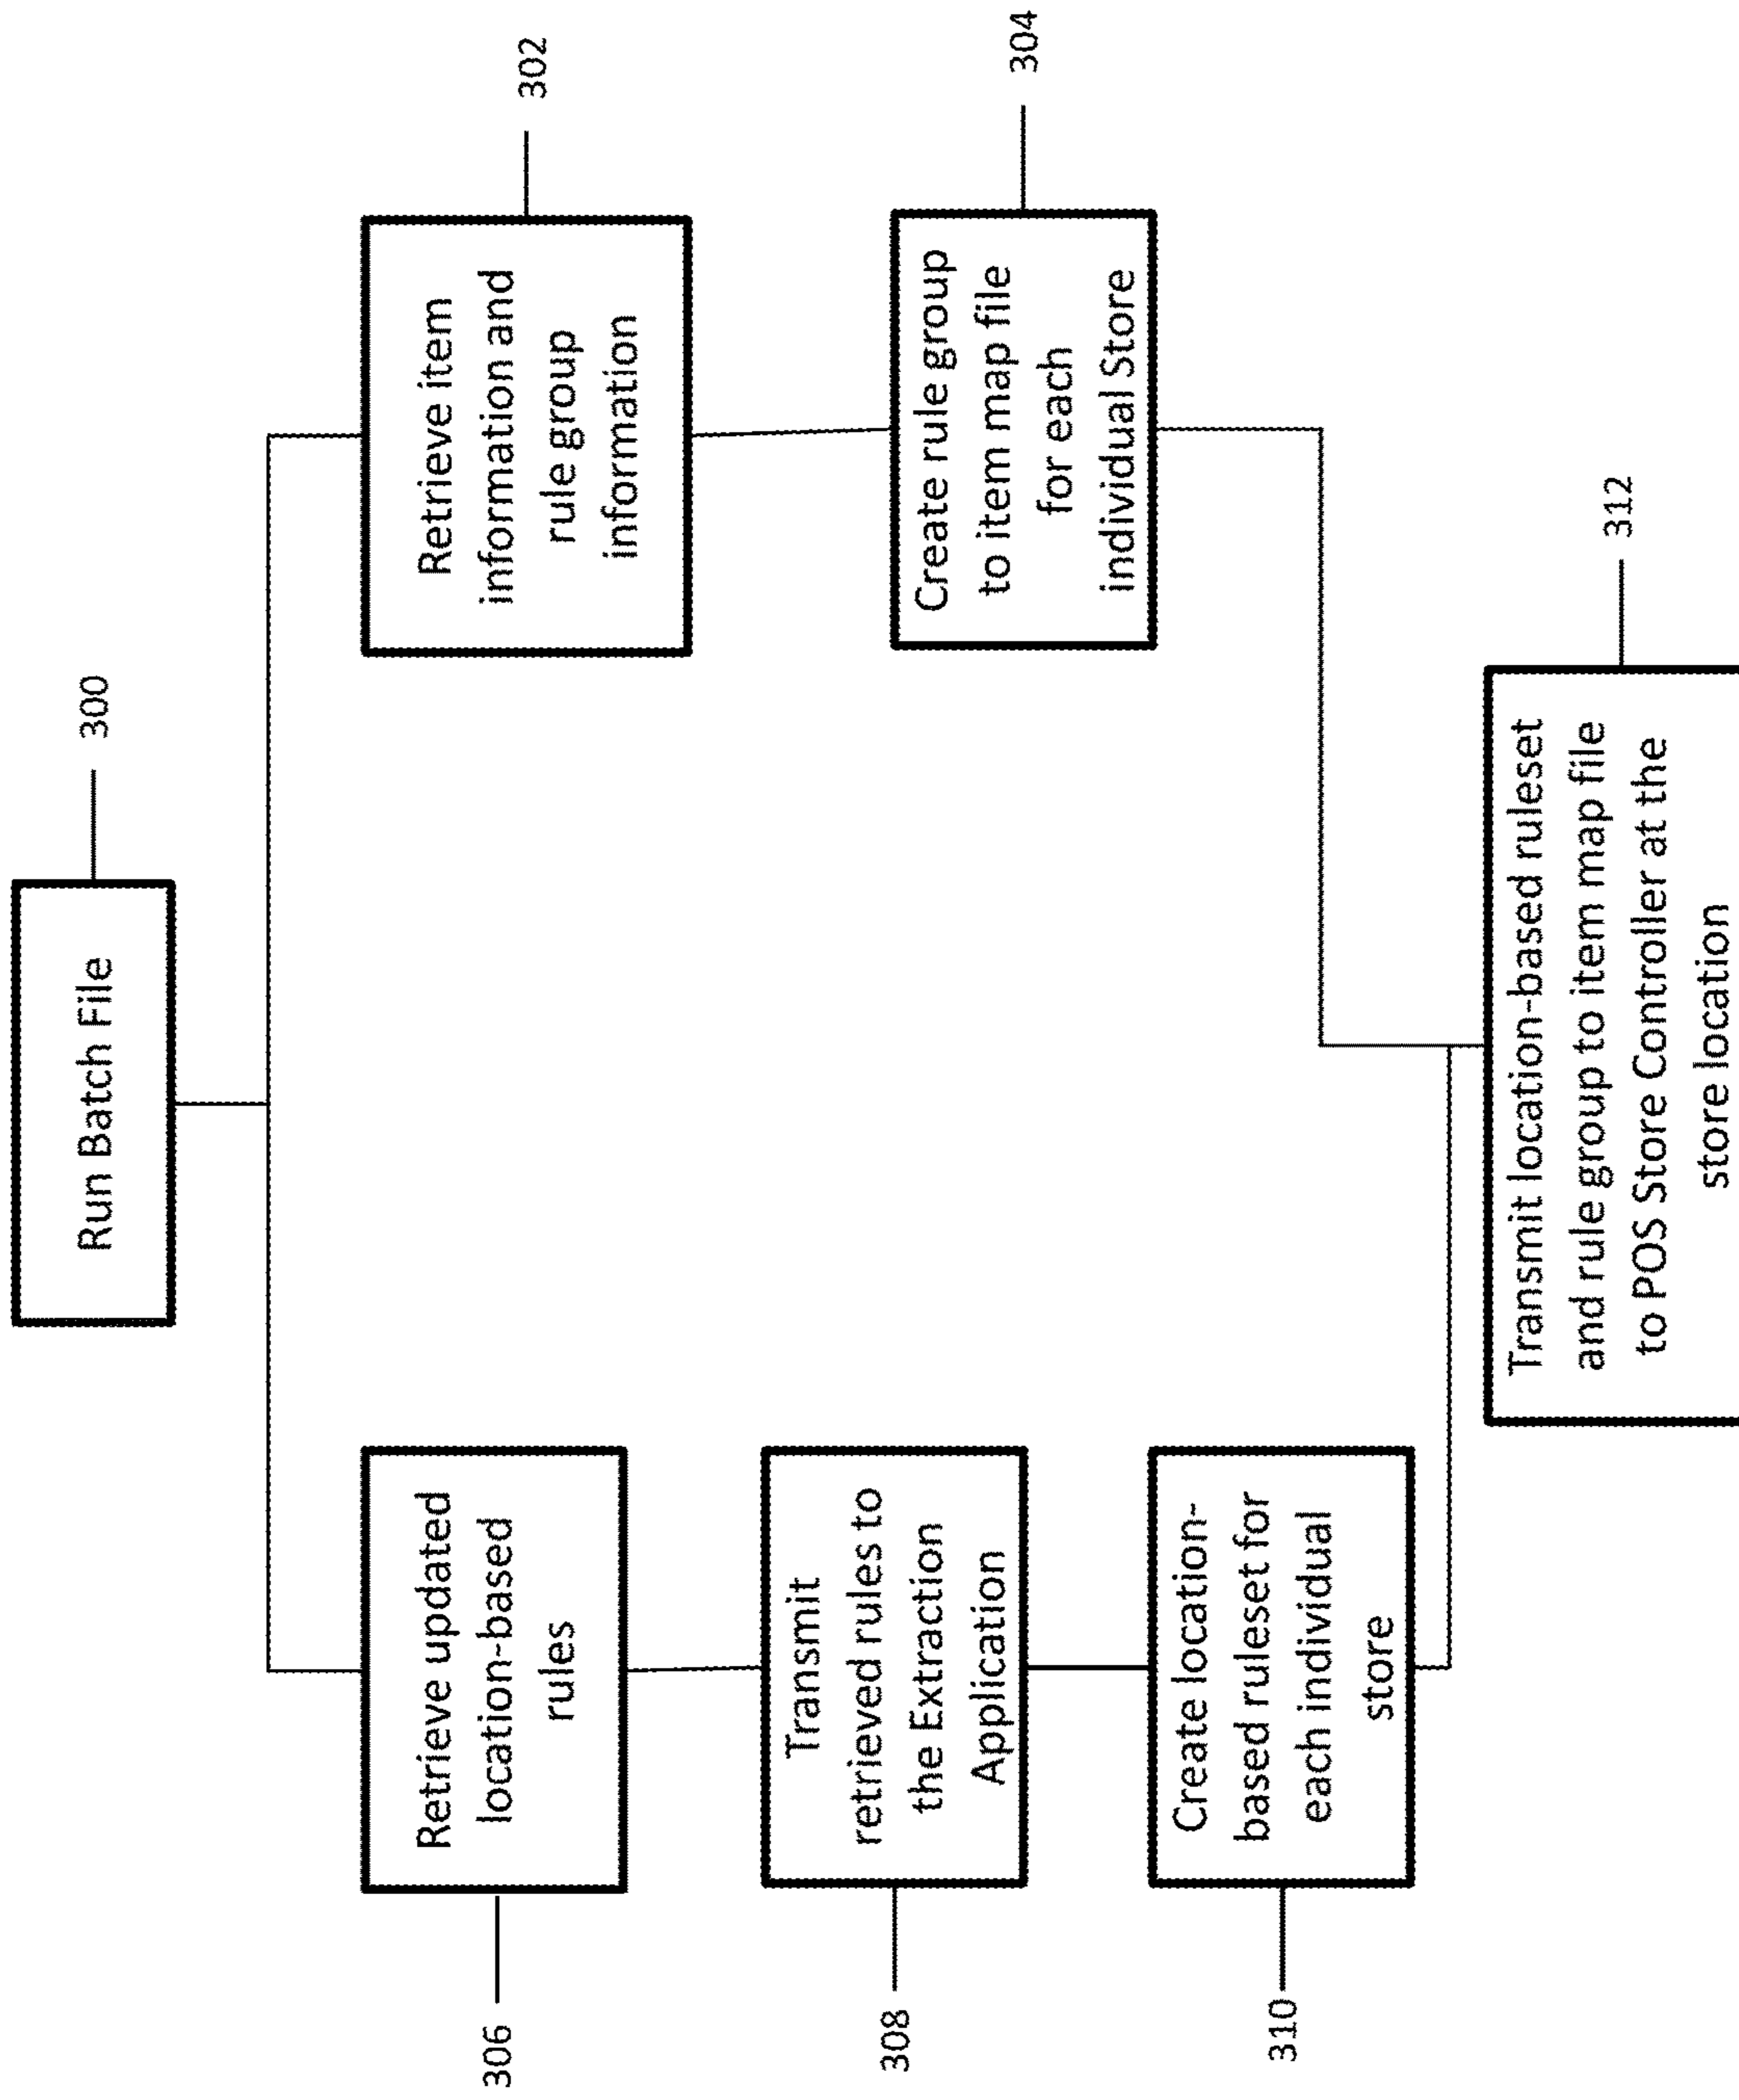 Run Batch File
300
Retrieve updated
location-based
rules
306
Retrieve item
information and
rule group
information
302
Transmit
retrieved rules to
the Extraction
Application
308
Create rule group
to item map file
for each
individual Store
304
Create location-
based ruleset for
each individual
store
310
Transmit location-based ruleset
and rule group to item map file
to POS Store Controller at the
store location
312